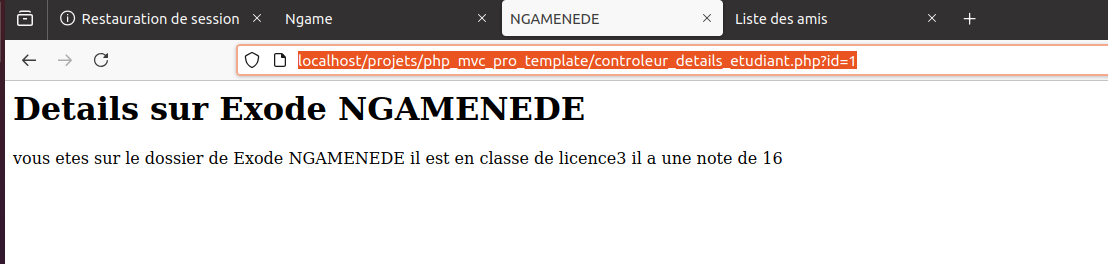 Restauration de session
Ngame
NGAMENEDE
Liste des amis
localhost/projets/php_mvc_pro_template/controleur_details_etudiant.php?id=1
Details sur Exode NGAMENEDE
vous etes sur le dossier de Exode NGAMENEDE il est en classe de licence3 il a une note de 16